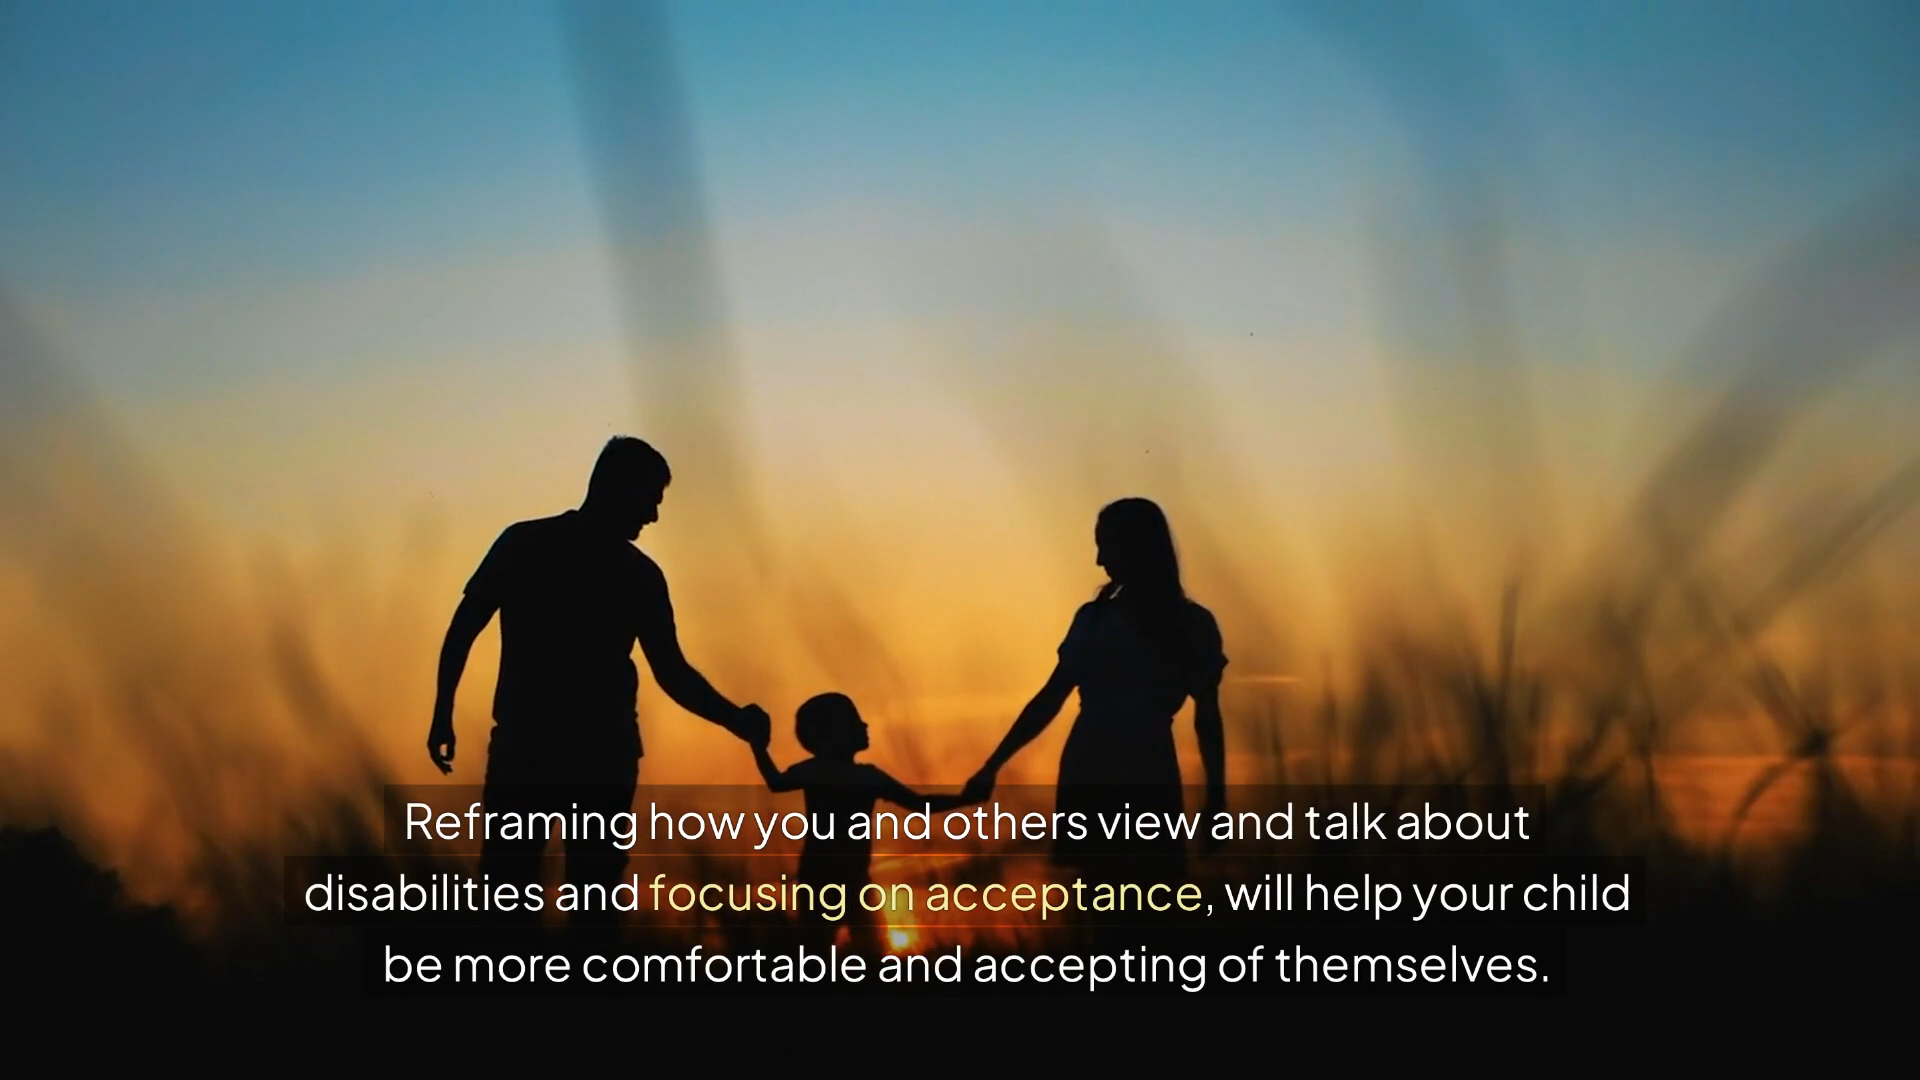 Reframing how you and others view and talk about
disabilities and focusing on acceptance, will help your child
be more comfortable and accepting of themselves.